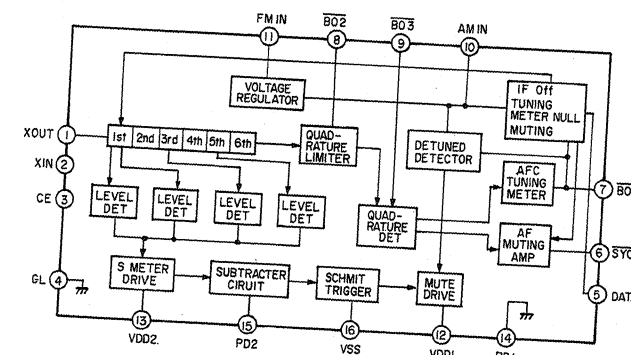 FM IN
BO2
BO3
AM IN
11
8
9
10
VOLTAGE
REGULATOR
IF Off
TUNING
METER NULL
MUTING
XOUT
1
1st
2nd
3rd
4th
5th
6th
QUAD-
RATURE
LIMITER
DETUNED
DETECTOR
XIN
2
CE
3
LEVEL
DET
LEVEL
DET
LEVEL
DET
LEVEL
DET
AFC
TUNING
METER
7
BO
QUAD-
RATURE
DET
AF
MUTING
AMP
6
SYC
GL
4
S METER
DRIVE
SUBTRACTER
CIRUIT
SCHMIT
TRIGGER
MUTE
DRIVE
5
DAT
13
15
16
12
14
VDD2.
PD2
VSS
VDD1